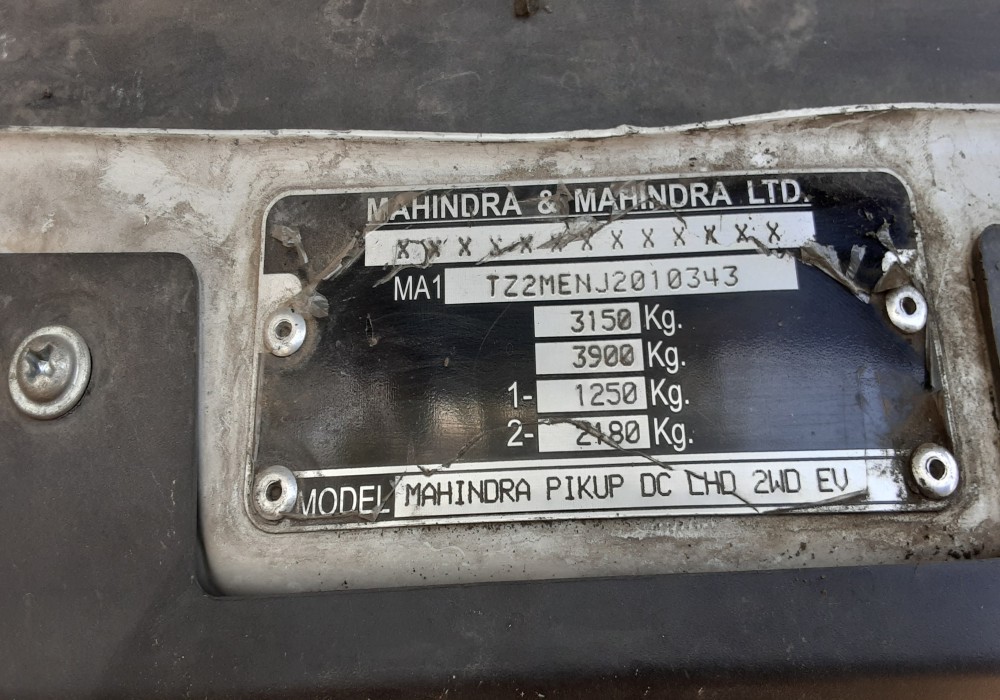 MAHINDRA & MAHINDRA LTD.
X X X X X X X X X X X X X
MA1 TZ2MENJ2010343
3150 Kg.
3900 Kg.
1- 1250 Kg.
2- 2180 Kg.
MODEL MAHINDRA PIKUP DC LHD 2WD EV